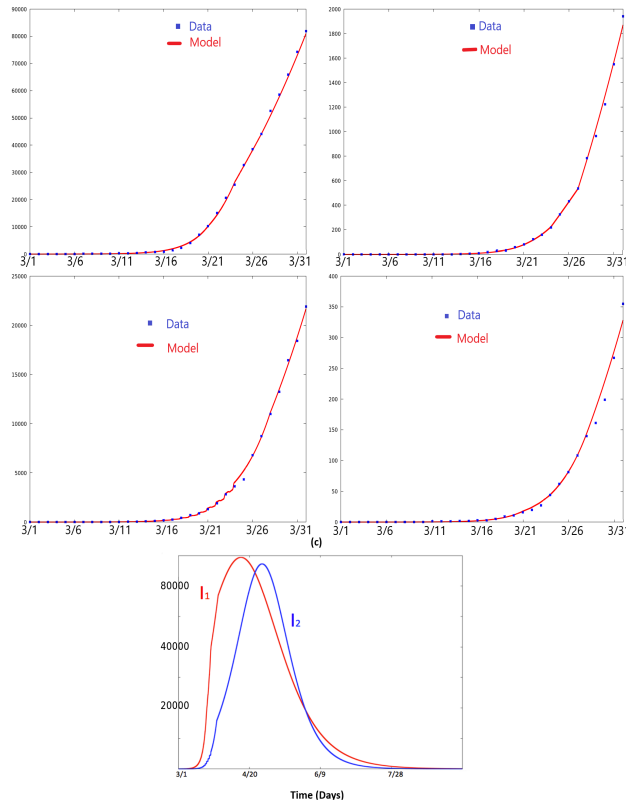 90000
80000
70000
60000
50000
40000
30000
20000
10000
0
Data
Model
3/1 3/6 3/11 3/16 3/21 3/26 3/31
2000
1800
1600
1400
1200
1000
800
600
400
200
0
Data
Model
3/1 3/6 3/11 3/16 3/21 3/26 3/31
25000
20000
15000
10000
5000
0
Data
Model
3/1 3/6 3/11 3/16 3/21 3/26 3/31
400
350
300
250
200
150
100
50
0
Data
Model
3/1 3/6 3/11 3/16 3/21 3/26 3/31
(c)
80000
40000
20000
I1
I2
3/1 4/20 6/9 7/28
Time (Days)